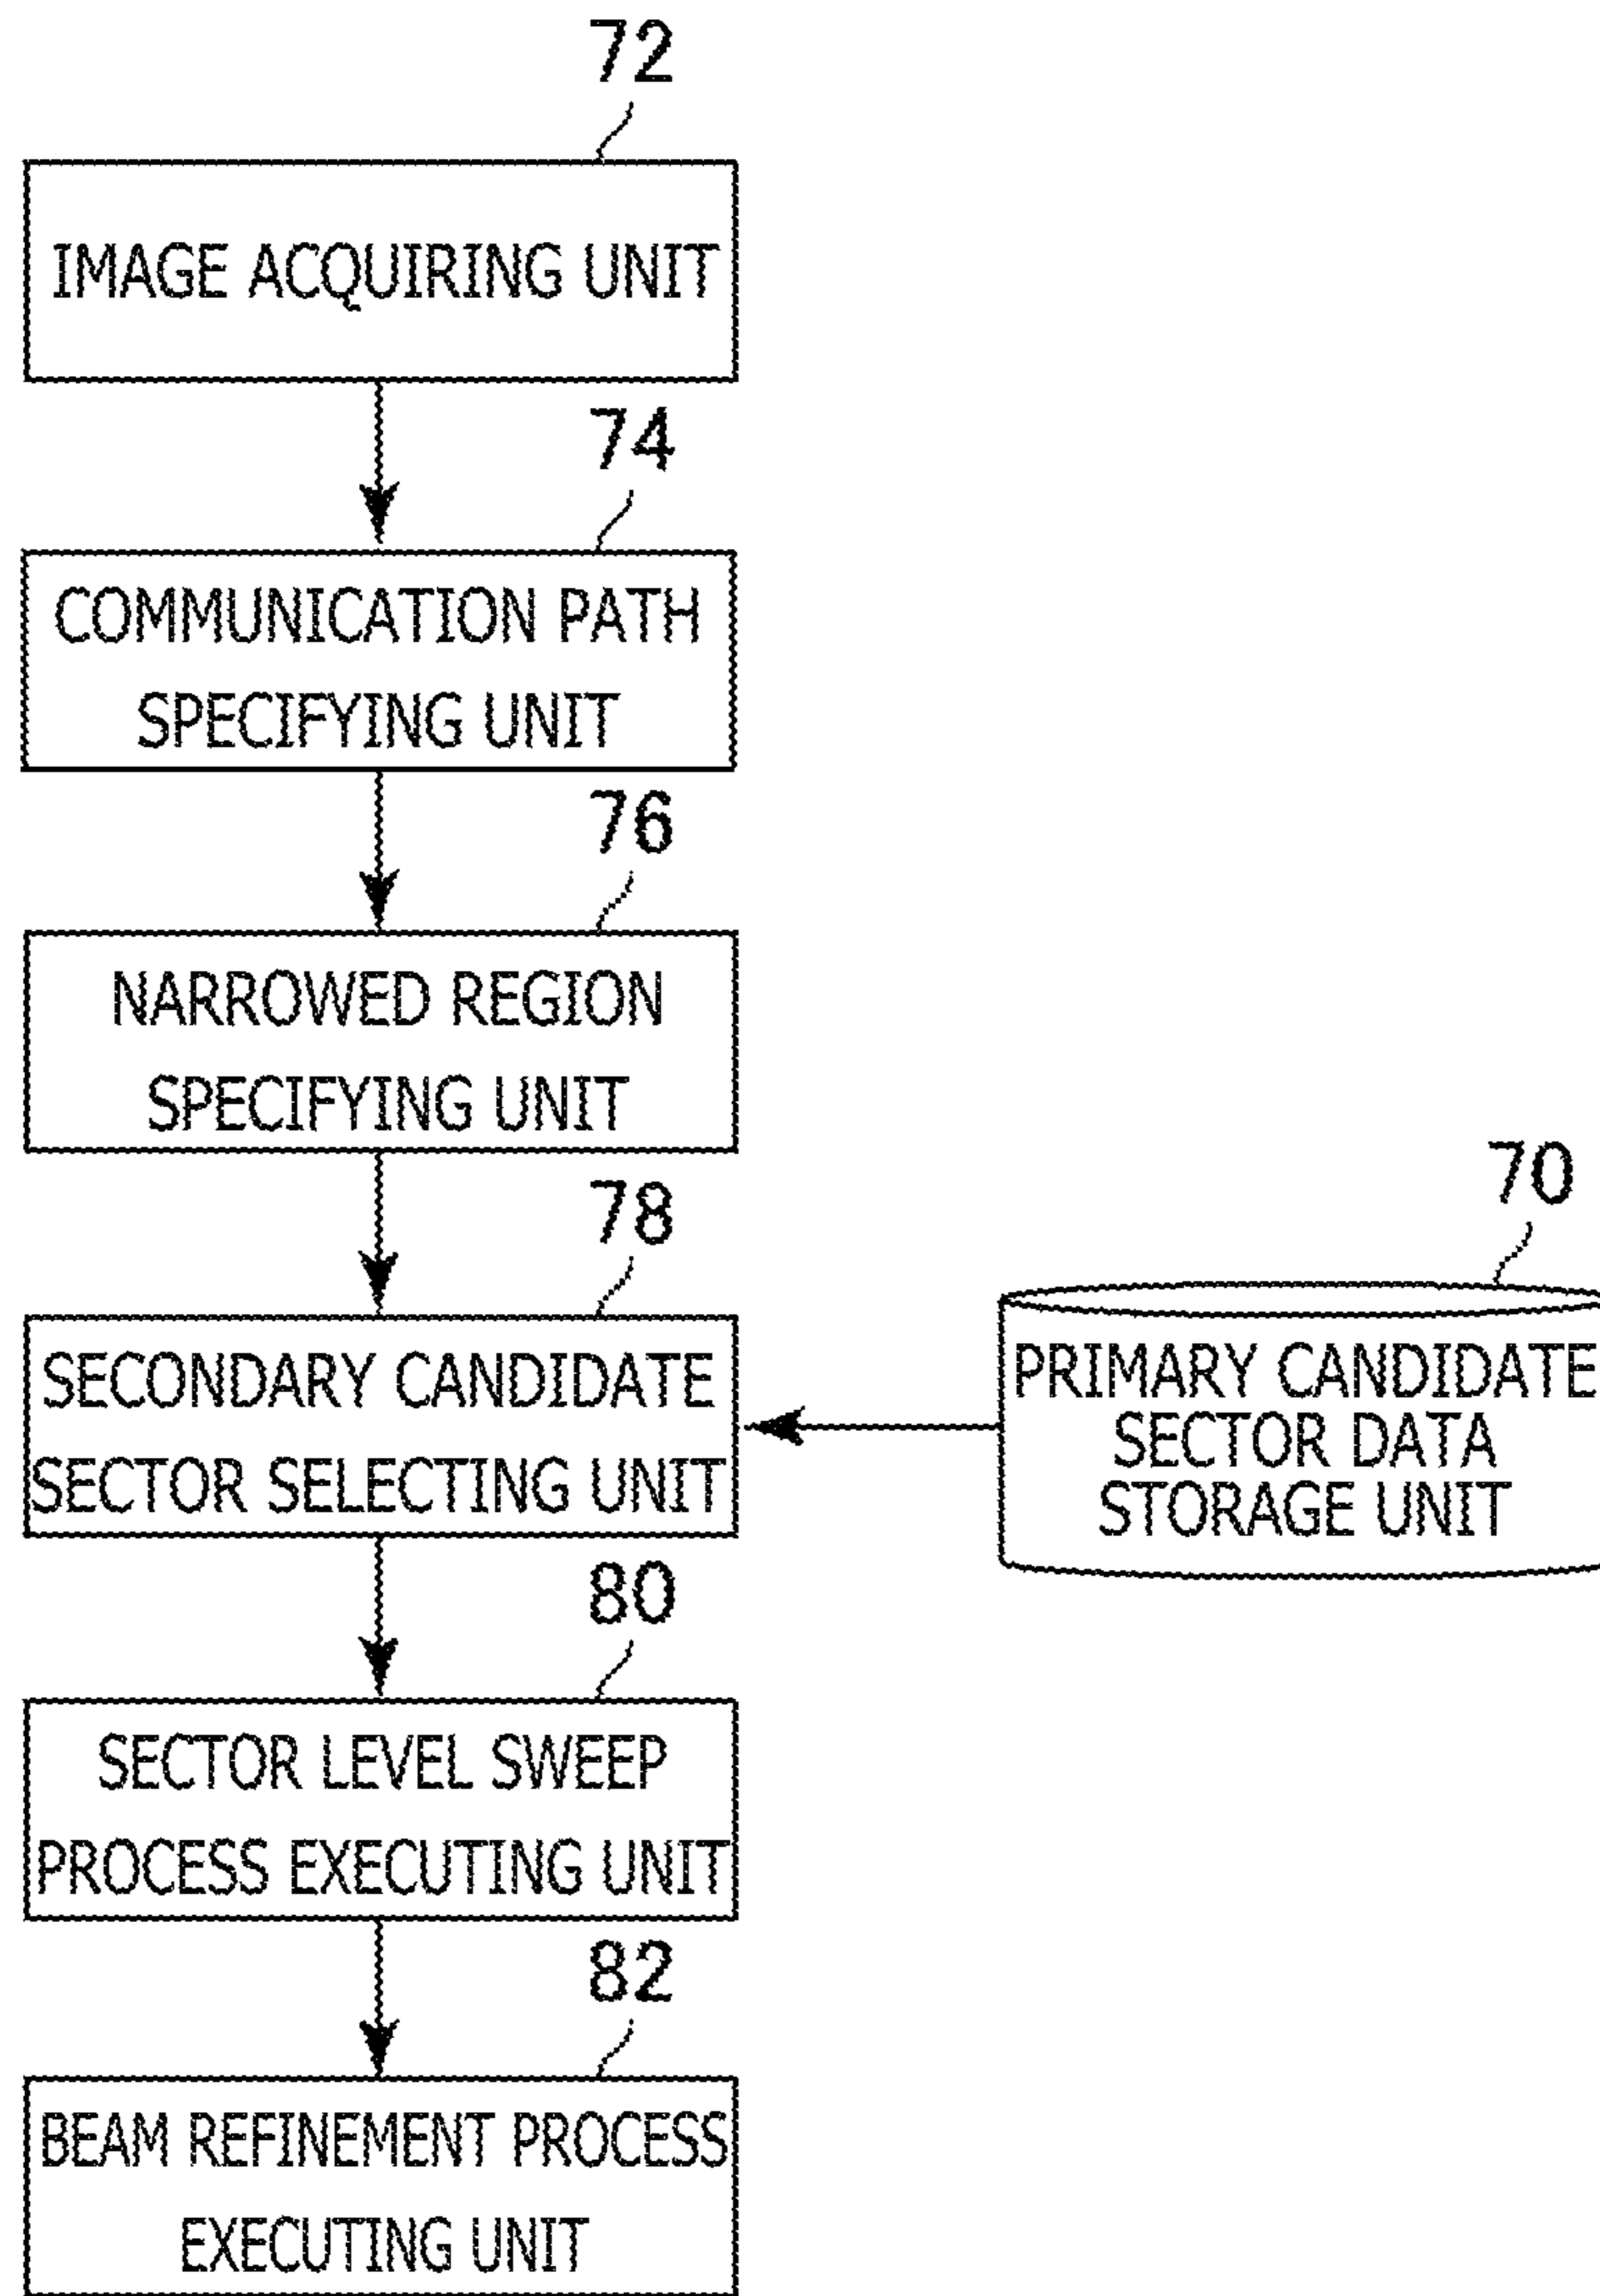 72
IMAGE ACQUIRING UNIT
74
COMMUNICATION PATH
SPECIFYING UNIT
76
NARROWED REGION
SPECIFYING UNIT
78
SECONDARY CANDIDATE
SECTOR SELECTING UNIT
70
PRIMARY CANDIDATE
SECTOR DATA
STORAGE UNIT
80
SECTOR LEVEL SWEEP
PROCESS EXECUTING UNIT
82
BEAM REFINEMENT PROCESS
EXECUTING UNIT